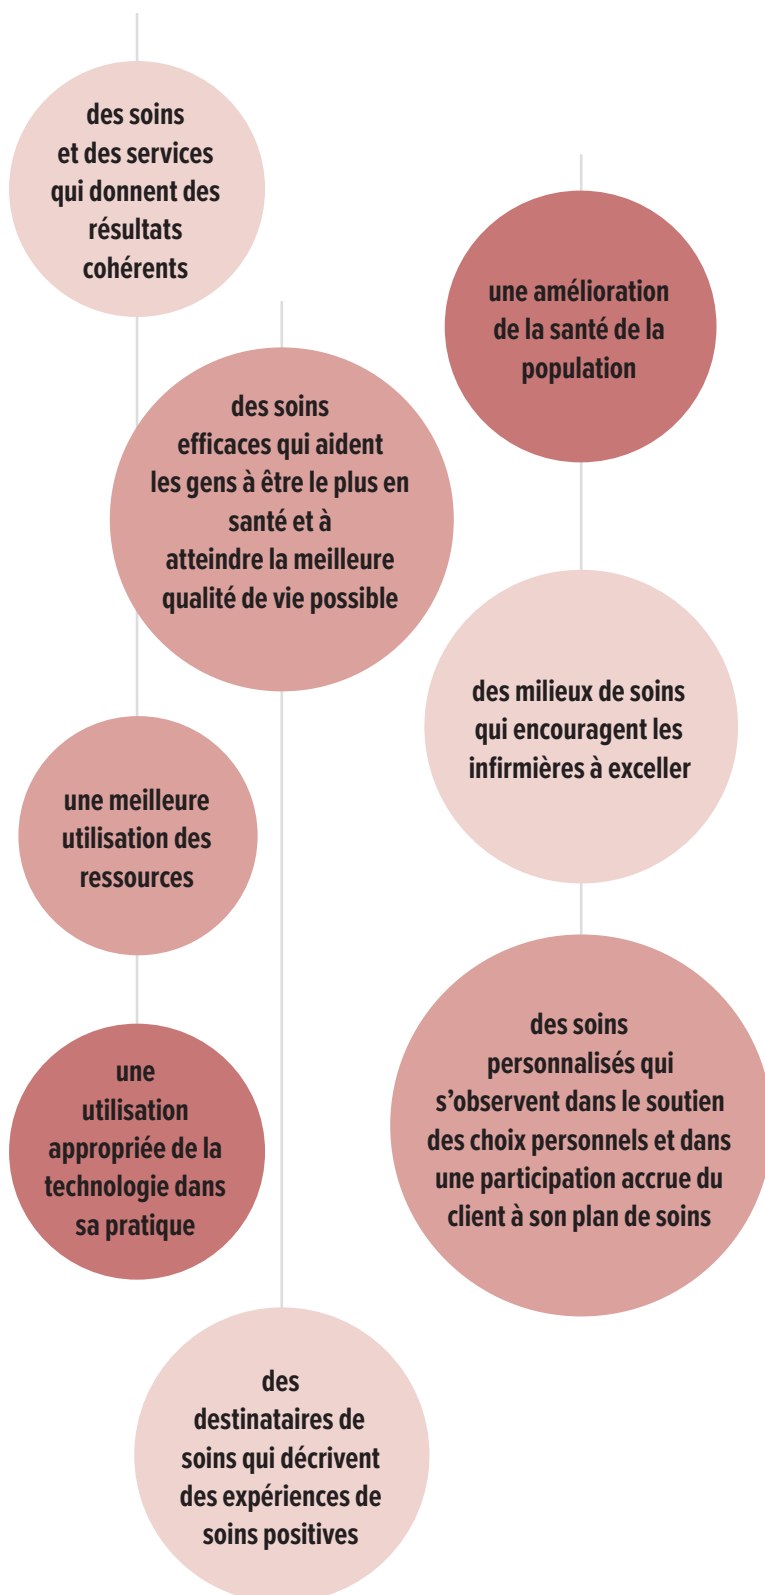 des soins
et des services
qui donnent des
résultats
cohérents
une amélioration
de la santé de la
population
des soins
efficaces qui aident
les gens à être le plus en
santé et à
atteindre la meilleure
qualité de vie possible
des milieux de soins
qui encouragent les
infirmières à exceller
une meilleure
utilisation des
ressources
des soins
personnalisés qui
s’observent dans le soutien
des choix personnels et dans
une participation accrue du
client à son plan de soins
une
utilisation
appropriée de la
technologie dans
sa pratique
des
destinataires de
soins qui décrivent
des expériences de
soins positives